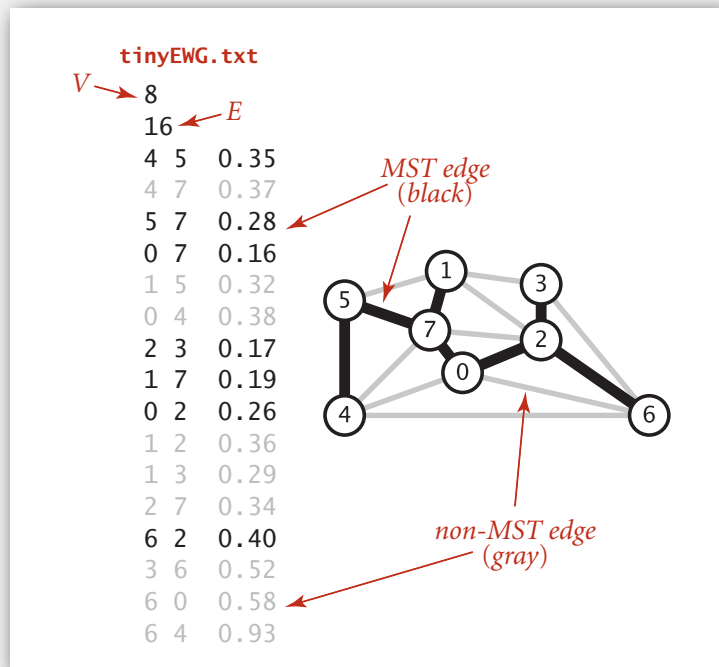 tinyEWG.txt
V
8
16
E
4 5 0.35
4 7 0.37
5 7 0.28
0 7 0.16
1 5 0.32
0 4 0.38
2 3 0.17
1 7 0.19
0 2 0.26
1 2 0.36
1 3 0.29
2 7 0.34
6 2 0.40
3 6 0.52
6 0 0.58
6 4 0.93
MST edge
(black)
1
3
5
7
2
0
4
6
non-MST edge
(gray)